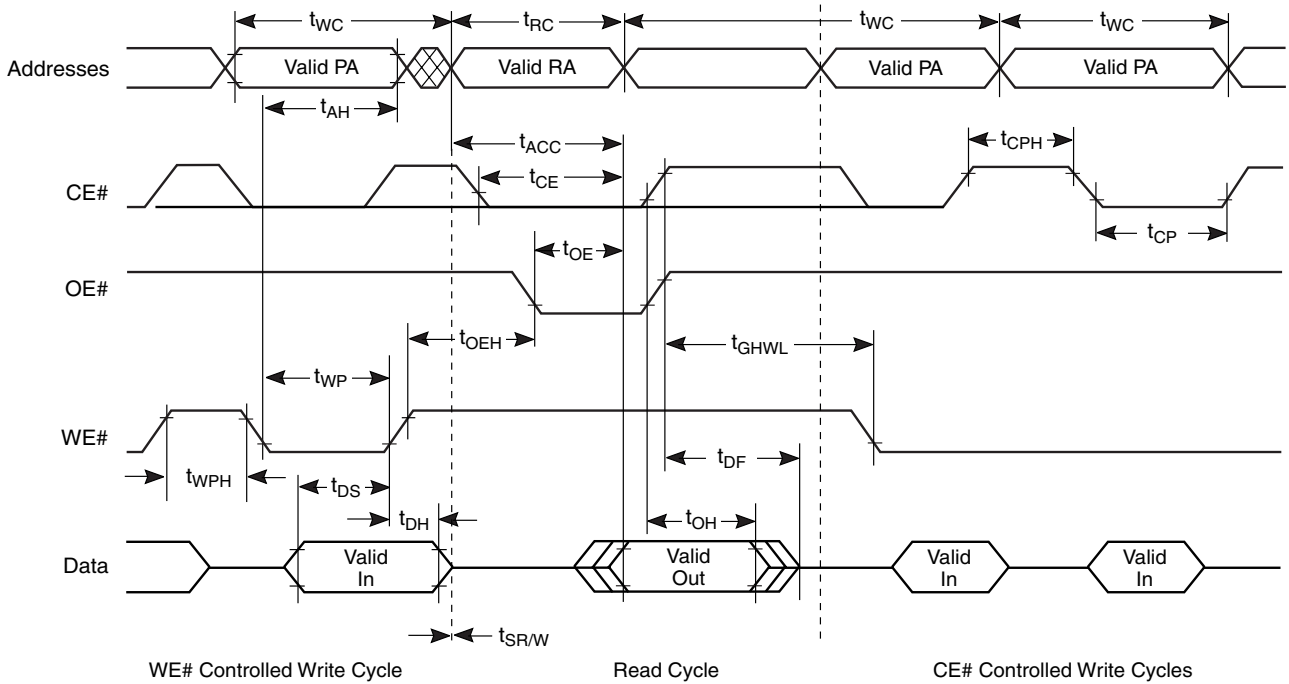 tWC tRC tWC tWC
Addresses Valid PA Valid RA Valid PA Valid PA
tAH
tACC tCPH
CE# tCE
tOE tCP
OE#
tOEH tGHWL
tWP
WE#
tWPH tDS tDF
tDH tOH
Data Valid In Valid Out Valid In Valid In
tSR/W
WE# Controlled Write Cycle Read Cycle CE# Controlled Write Cycles